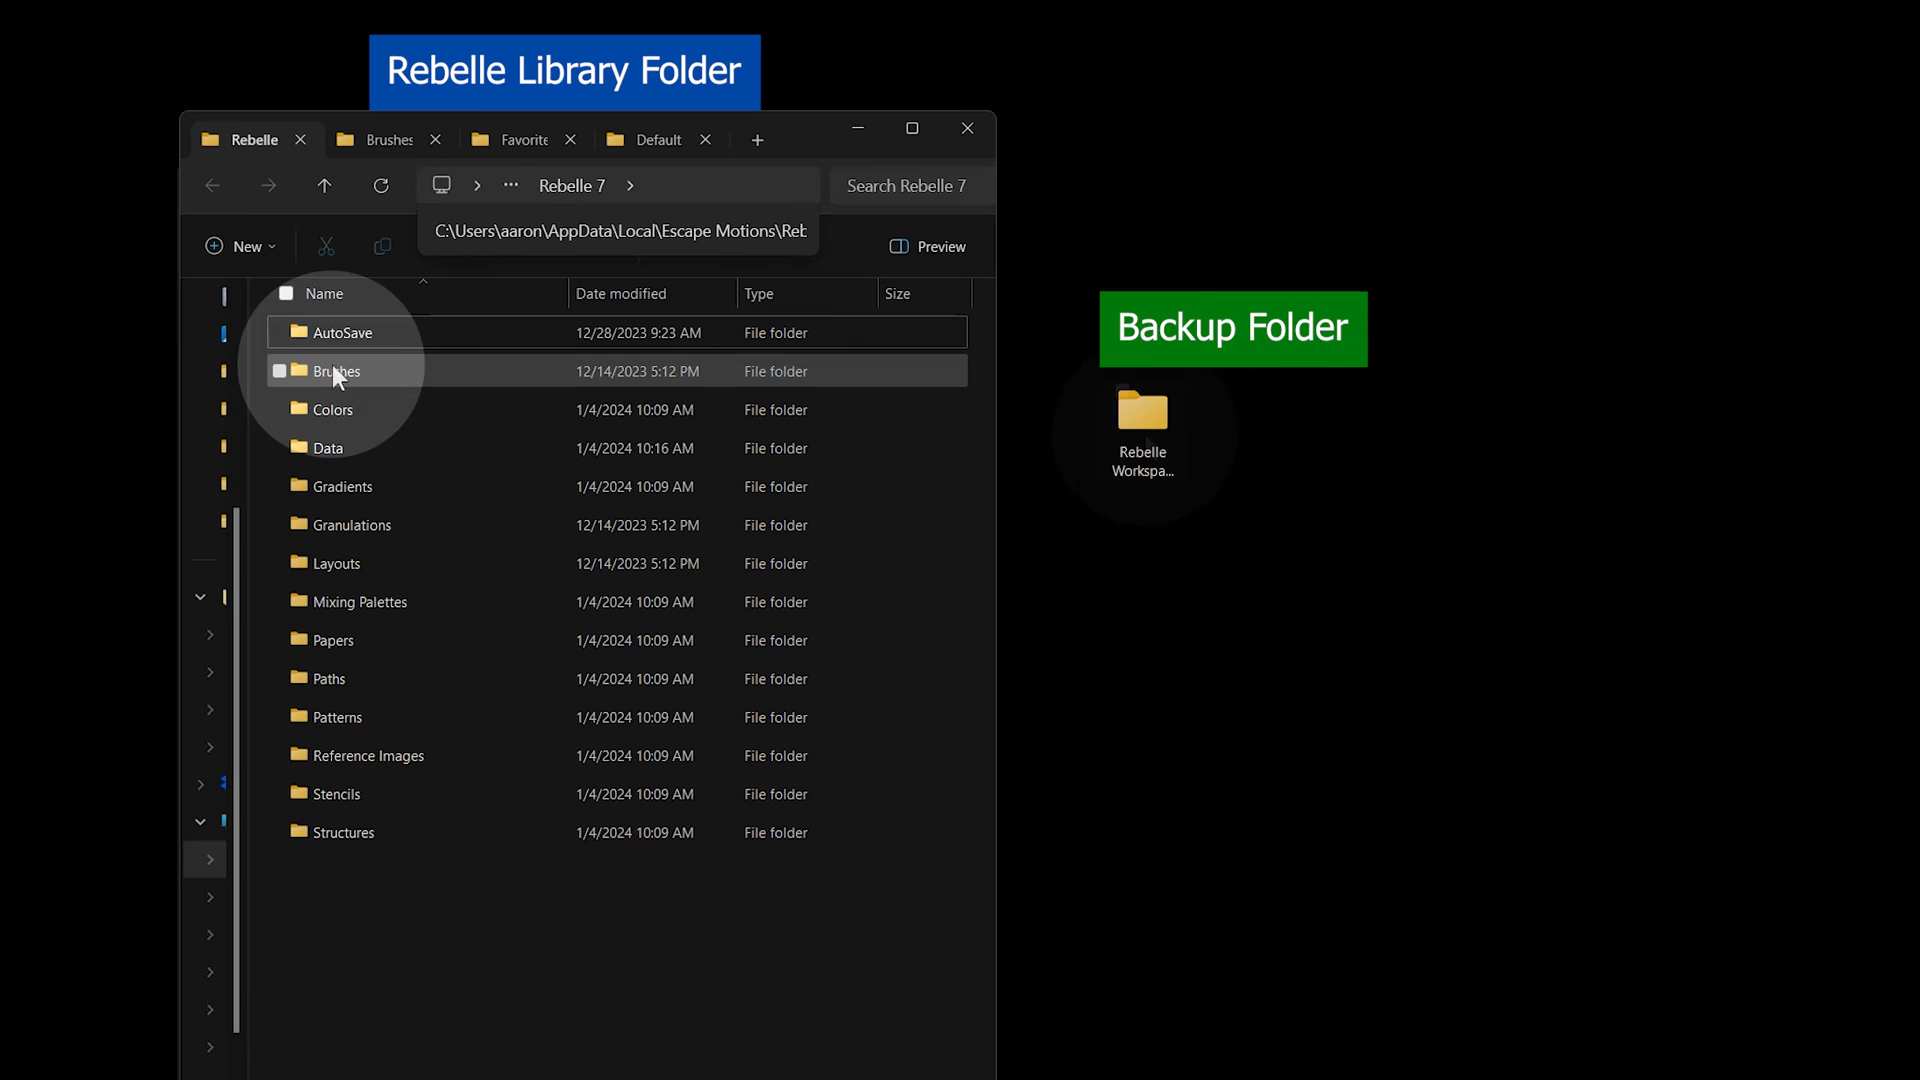 Rebelle Library Folder
Rebelle
Brushes
Favorite
Default
Rebelle 7
Search Rebelle 7
C:\Users\aaron\AppData\Local\Escape Motions\Reb
New
Preview
Name Date modified Type Size
AutoSave 12/28/2023 9:23 AM File folder
Brushes 12/14/2023 5:12 PM File folder
Colors 1/4/2024 10:09 AM File folder
Data 1/4/2024 10:16 AM File folder
Gradients 1/4/2024 10:09 AM File folder
Granulations 12/14/2023 5:12 PM File folder
Layouts 12/14/2023 5:12 PM File folder
Mixing Palettes 1/4/2024 10:09 AM File folder
Papers 1/4/2024 10:09 AM File folder
Paths 1/4/2024 10:09 AM File folder
Patterns 1/4/2024 10:09 AM File folder
Reference Images 1/4/2024 10:09 AM File folder
Stencils 1/4/2024 10:09 AM File folder
Structures 1/4/2024 10:09 AM File folder
Backup Folder
Rebelle
Workspa...